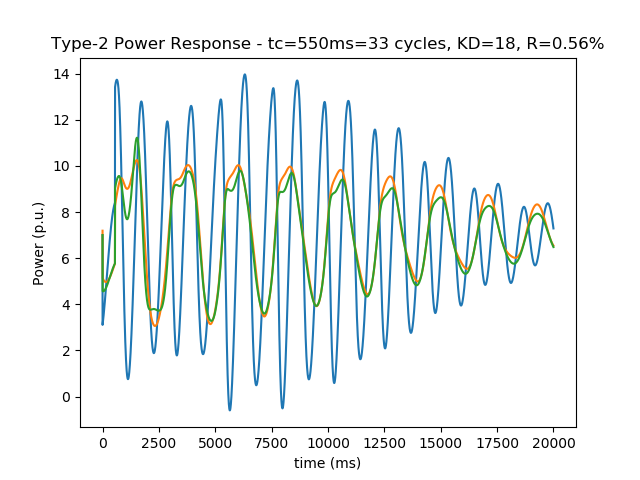 Type-2 Power Response - tc=550ms=33 cycles, KD=18, R=0.56%
Power (p.u.)
14
12
10
8
6
4
2
0
0 2500 5000 7500 10000 12500 15000 17500 20000
time (ms)